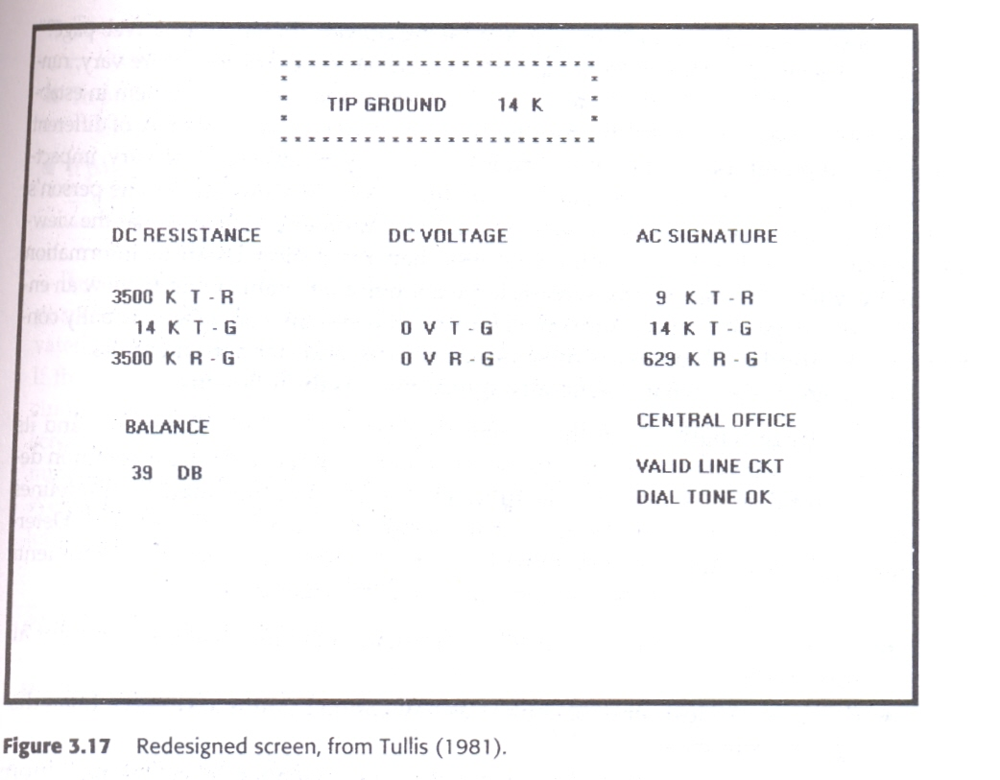 TIP GROUND 14 K
DC RESISTANCE DC VOLTAGE AC SIGNATURE
3500 K T - R 9 K T - R
14 K T - G 0 V T - G 14 K T - G
3500 K R - G 0 V R - G 629 K R - G
BALANCE CENTRAL OFFICE
39 DB VALID LINE CKT
DIAL TONE OK
Figure 3.17 Redesigned screen, from Tullis (1981).